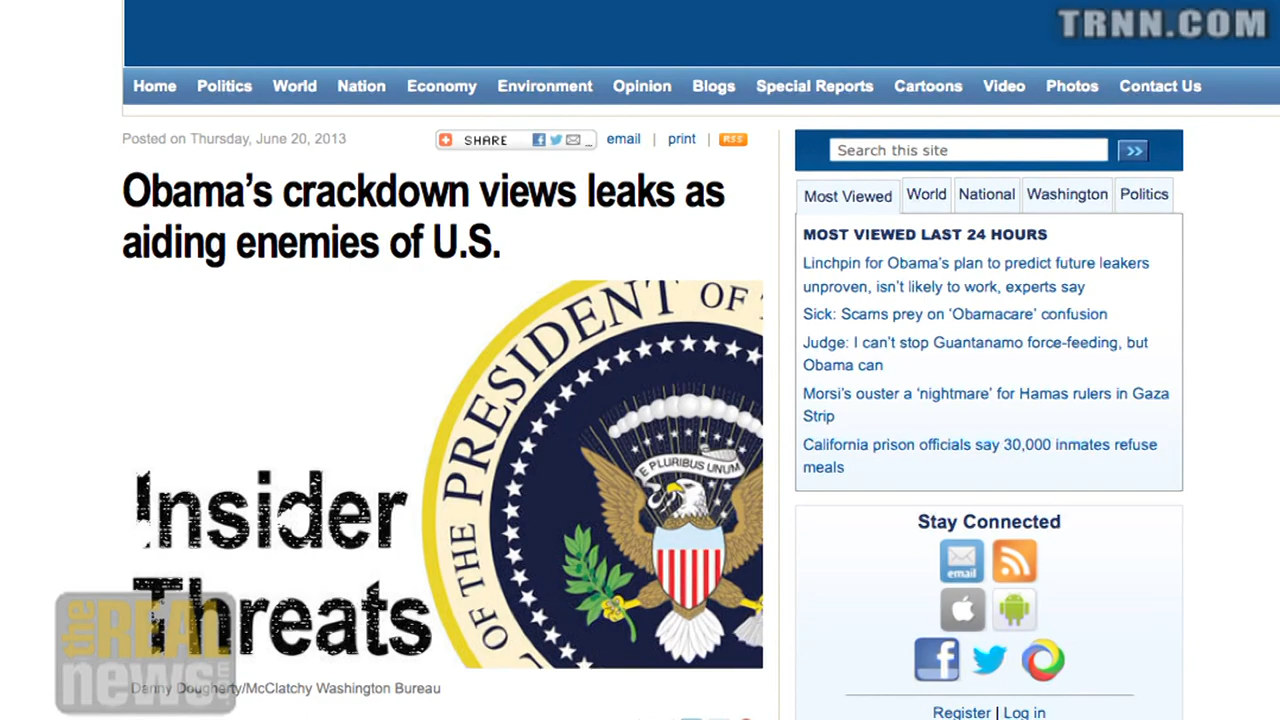 TRNN.COM
Home Politics World Nation Economy Environment Opinion Blogs Special Reports Cartoons Video Photos Contact Us
Posted on Thursday, June 20, 2013
SHARE
email | print | RSS
Obama's crackdown views leaks as
aiding enemies of U.S.
OF THE PRESIDENT OF T
E PLURIBUS UNUM
Insider
Threats
the REAL
news
Danny Dougherty/McClatchy Washington Bureau
Search this site >>
Most Viewed World National Washington Politics
MOST VIEWED LAST 24 HOURS
Linchpin for Obama's plan to predict future leakers
unproven, isn't likely to work, experts say
Sick: Scams prey on 'Obamacare' confusion
Judge: I can't stop Guantanamo force-feeding, but
Obama can
Morsi's ouster a 'nightmare' for Hamas rulers in Gaza
Strip
California prison officials say 30,000 inmates refuse
meals
Stay Connected
email
Register | Log in